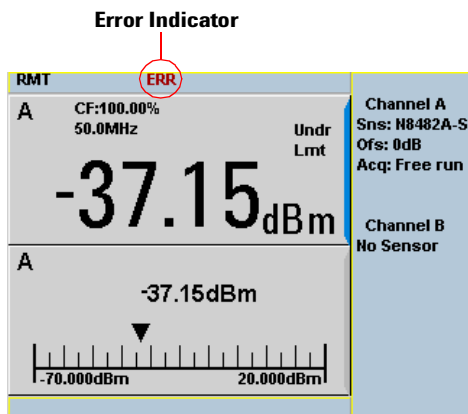 Error Indicator
RMT ERR
A CF:100.00%
50.0MHz
Undr
Lmt
-37.15dBm
A
-37.15dBm
-70.000dBm 20.000dBm
Channel A
Sns: N8482A-S
Ofs: 0dB
Acq: Free run
Channel B
No Sensor